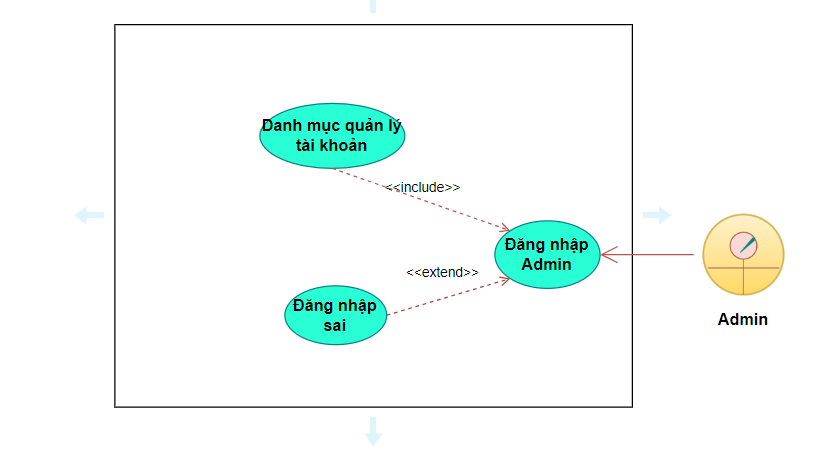 Danh mục quản lý
tài khoản
<<include>>
Đăng nhập
Admin
<<extend>>
Đăng nhập
sai
Admin